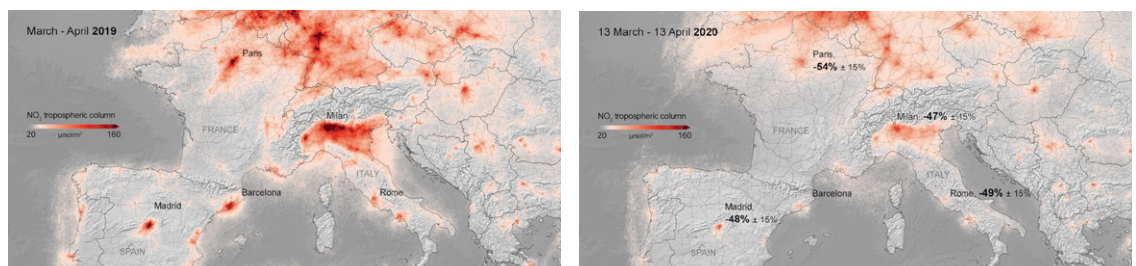 March - April 2019
Paris
NO₂ tropospheric column
20 µmol/m² 160
FRANCE
Milan
ITALY
Barcelona
Rome
Madrid
SPAIN
13 March - 13 April 2020
Paris,
-54% ± 15%
NO₂ tropospheric column
20 µmol/m² 160
Milan, -47% ± 15%
FRANCE
ITALY
Barcelona
Rome, -49% ± 15%
Madrid,
-48% ± 15%
SPAIN